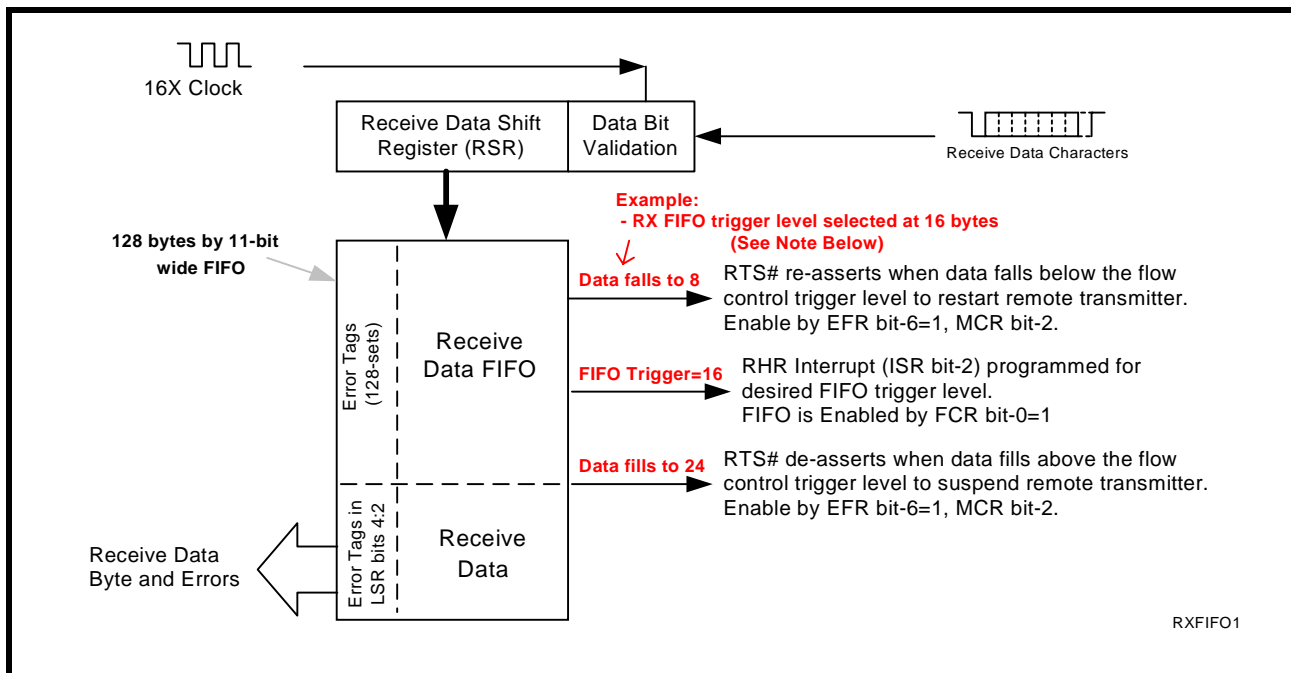 16X Clock
Receive Data Shift
Register (RSR)
Data Bit
Validation
Receive Data Characters
Example:
- RX FIFO trigger level selected at 16 bytes
(See Note Below)
128 bytes by 11-bit
wide FIFO
Data falls to 8
RTS# re-asserts when data falls below the flow
control trigger level to restart remote transmitter.
Enable by EFR bit-6=1, MCR bit-2.
Error Tags
(128-sets)
Receive
Data FIFO
FIFO Trigger=16
RHR Interrupt (ISR bit-2) programmed for
desired FIFO trigger level.
FIFO is Enabled by FCR bit-0=1
Data fills to 24
RTS# de-asserts when data fills above the flow
control trigger level to suspend remote transmitter.
Enable by EFR bit-6=1, MCR bit-2.
Error Tags in
LSR bits 4:2
Receive
Data
Receive Data
Byte and Errors
RXFIFO1